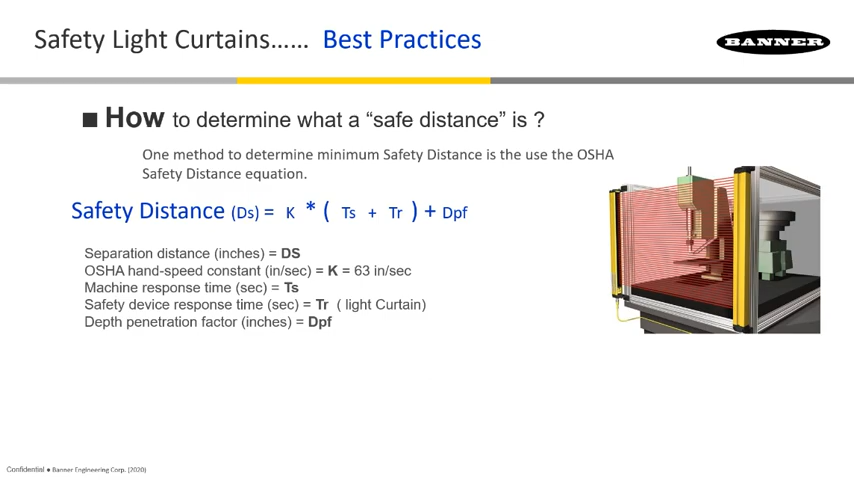 Safety Light Curtains…… Best Practices
BANNER
■ How to determine what a “safe distance” is ?
One method to determine minimum Safety Distance is the use the OSHA
Safety Distance equation.
Safety Distance (Ds) = K * ( Ts + Tr ) + Dpf
Separation distance (inches) = DS
OSHA hand-speed constant (in/sec) = K = 63 in/sec
Machine response time (sec) = Ts
Safety device response time (sec) = Tr ( light Curtain)
Depth penetration factor (inches) = Dpf
Confidential ● Banner Engineering Corp. (2020)